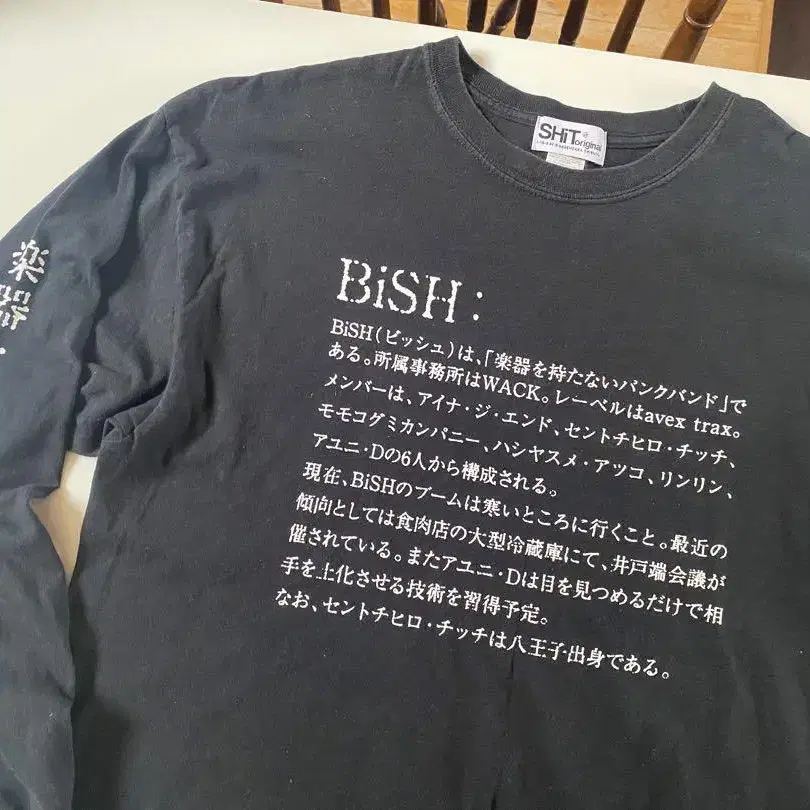 SHiT original
楽器
BiSH：
BiSH（ビッシュ）は、「楽器を持たないパンクバンド」で
ある。所属事務所はWACK。レーベルはavex trax。
メンバーは、アイナ・ジ・エンド、セントチヒロ・チッチ、
モモコグミカンパニー、ハシヤスメ・アツコ、リンリン、
アユニ・Dの6人から構成される。
現在、BiSHのブームは寒いところに行くこと。最近の
傾向としては食肉店の大型冷蔵庫にて、井戸端会議が
催されている。またアユニ・Dは目を見つめるだけで相
手を土化させる技術を習得予定。
なお、セントチヒロ・チッチは八王子出身である。